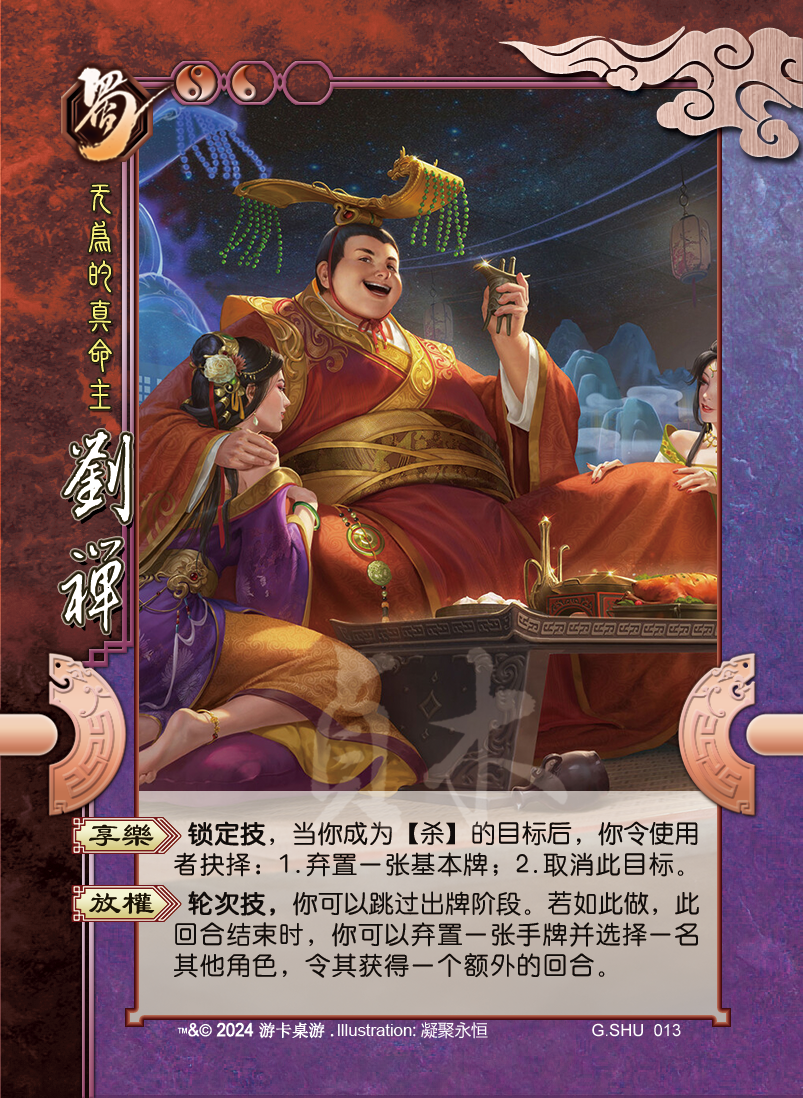 蜀
无為的真命主
劉禪
享樂
锁定技，当你成为【杀】的目标后，你令使用
者抉择：1.弃置一张基本牌；2.取消此目标。
放權
轮次技，你可以跳过出牌阶段。若如此做，此
回合结束时，你可以弃置一张手牌并选择一名
其他角色，令其获得一个额外的回合。
™&© 2024 游卡桌游 . Illustration: 凝聚永恒
G.SHU 013